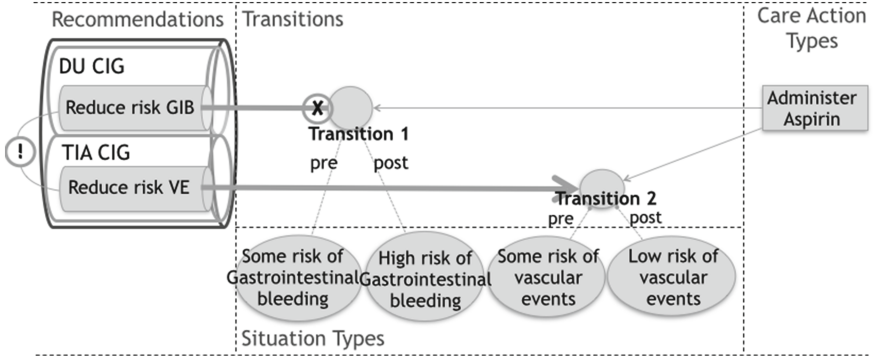 Recommendations
Transitions
Care Action
Types
DU CIG
Reduce risk GIB
X
Transition 1
pre
post
Administer
Aspirin
!
TIA CIG
Reduce risk VE
Transition 2
pre
post
Some risk of
Gastrointestinal
bleeding
High risk of
Gastrointestinal
bleeding
Some risk of
vascular
events
Low risk of
vascular
events
Situation Types